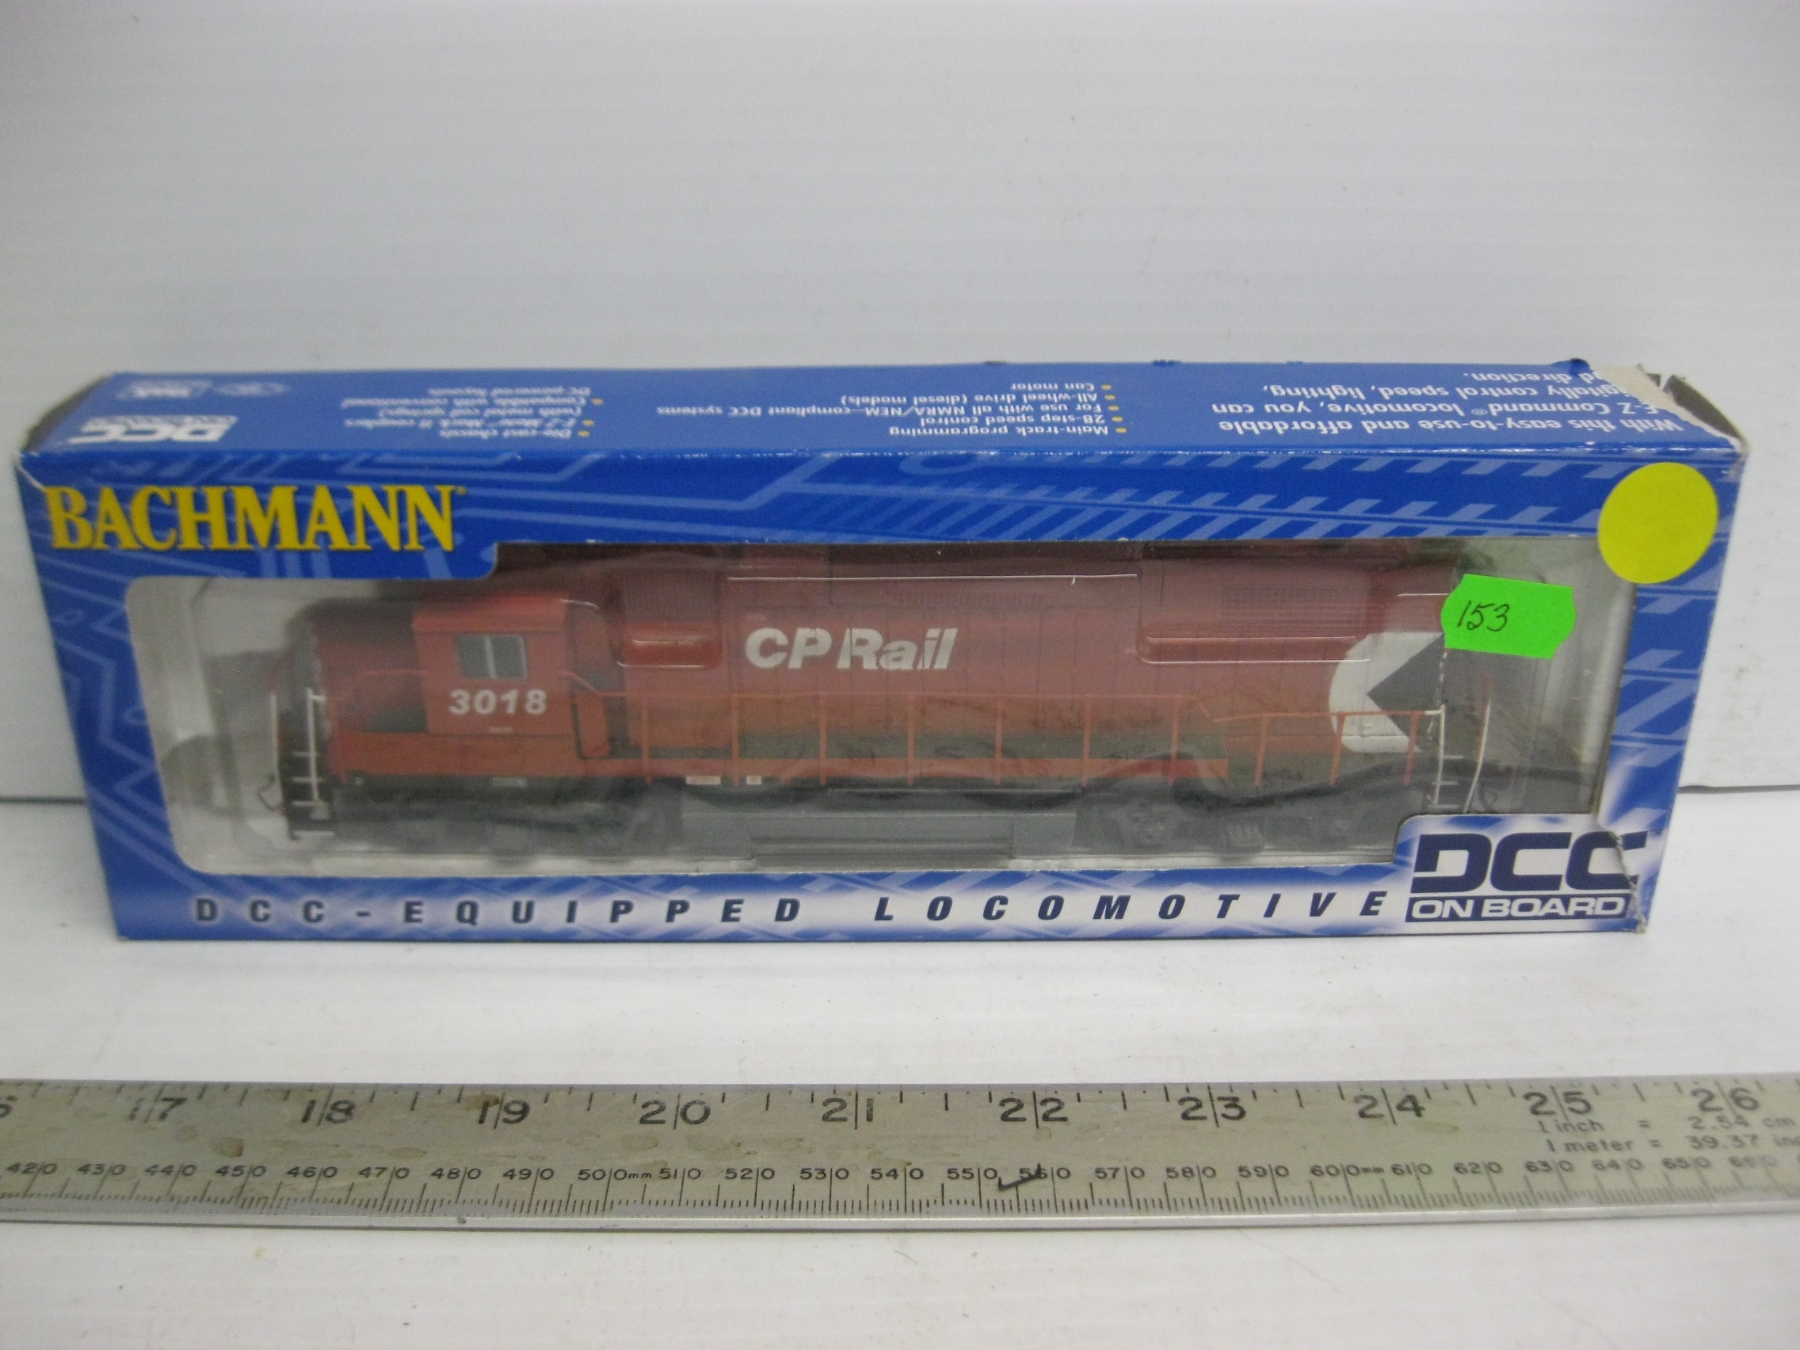 With this easy-to-use and affordable
E-Z Command® locomotive, you can
digitally control speed, lighting,
and direction.
Main-track programming
28-step speed control
For use with all NMRA/NEM-compliant DCC systems
All-wheel drive (diesel models)
Can motor
Die-cast chassis
E-Z Mate® Mark II couplers
(with metal coil springs)
Compatible with conventional
DC-powered layouts
DCC
BACHMANN
153
CP Rail
3018
DCC-EQUIPPED LOCOMOTIVE
DCC
ON BOARD
17 18 19 20 21 22 23 24 25 26
1 inch = 2.54 cm
1 meter = 39.37
420 430 440 450 460 470 480 490 500mm 510 520 530 540 550 560 570 580 590 600mm 610 620 630 640 650 660